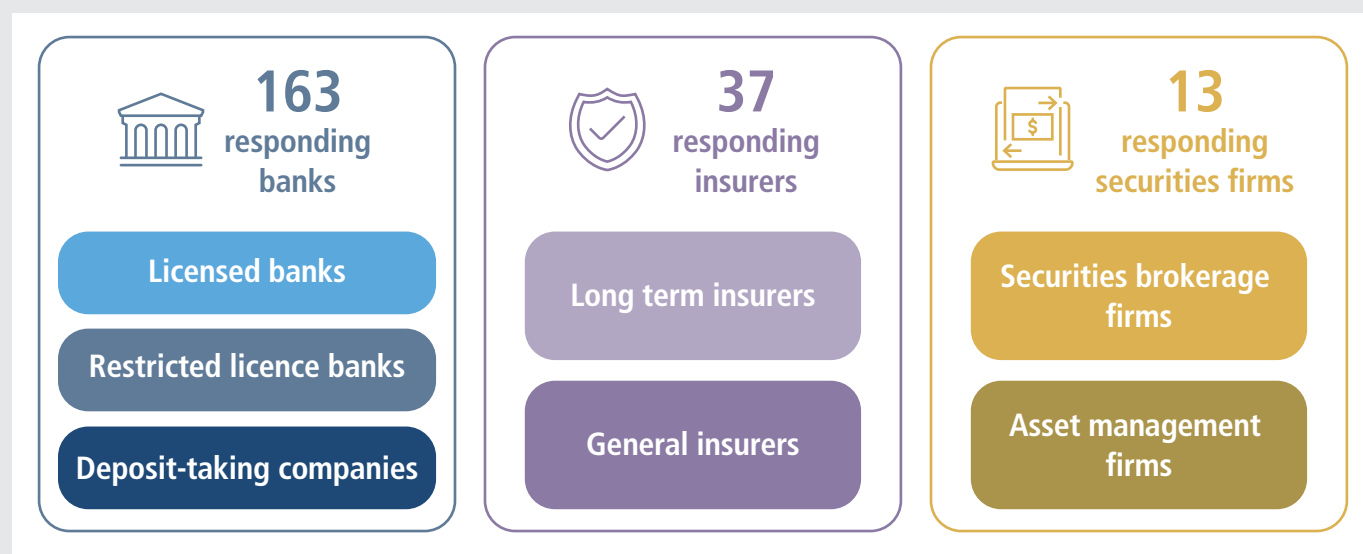 163
responding
banks
Licensed banks
Restricted licence banks
Deposit-taking companies
37
responding
insurers
Long term insurers
General insurers
13
responding
securities firms
$
Securities brokerage
firms
Asset management
firms